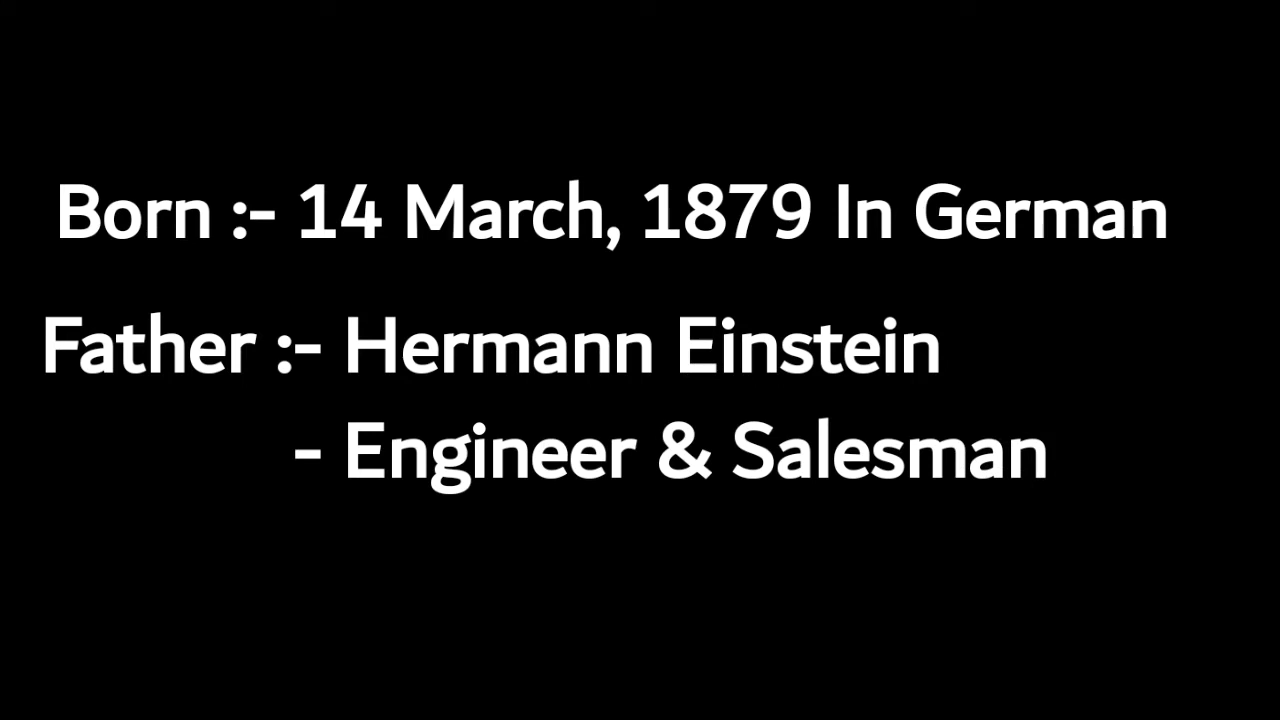 Born :- 14 March, 1879 In German
Father :- Hermann Einstein
- Engineer & Salesman